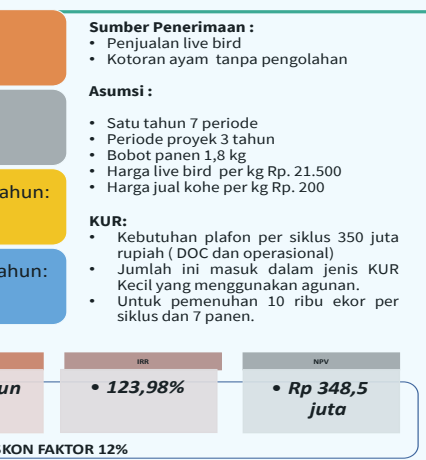 Sumber Penerimaan :
• Penjualan live bird
• Kotoran ayam tanpa pengolahan
Asumsi :
• Satu tahun 7 periode
• Periode proyek 3 tahun
• Bobot panen 1,8 kg
• Harga live bird per kg Rp. 21.500
• Harga jual kohe per kg Rp. 200
ahun:
ahun:
KUR:
• Kebutuhan plafon per siklus 350 juta
rupiah ( DOC dan operasional)
• Jumlah ini masuk dalam jenis KUR
Kecil yang menggunakan agunan.
• Untuk pemenuhan 10 ribu ekor per
siklus dan 7 panen.
IRR
NPV
un
• 123,98%
• Rp 348,5
juta
SKON FAKTOR 12%